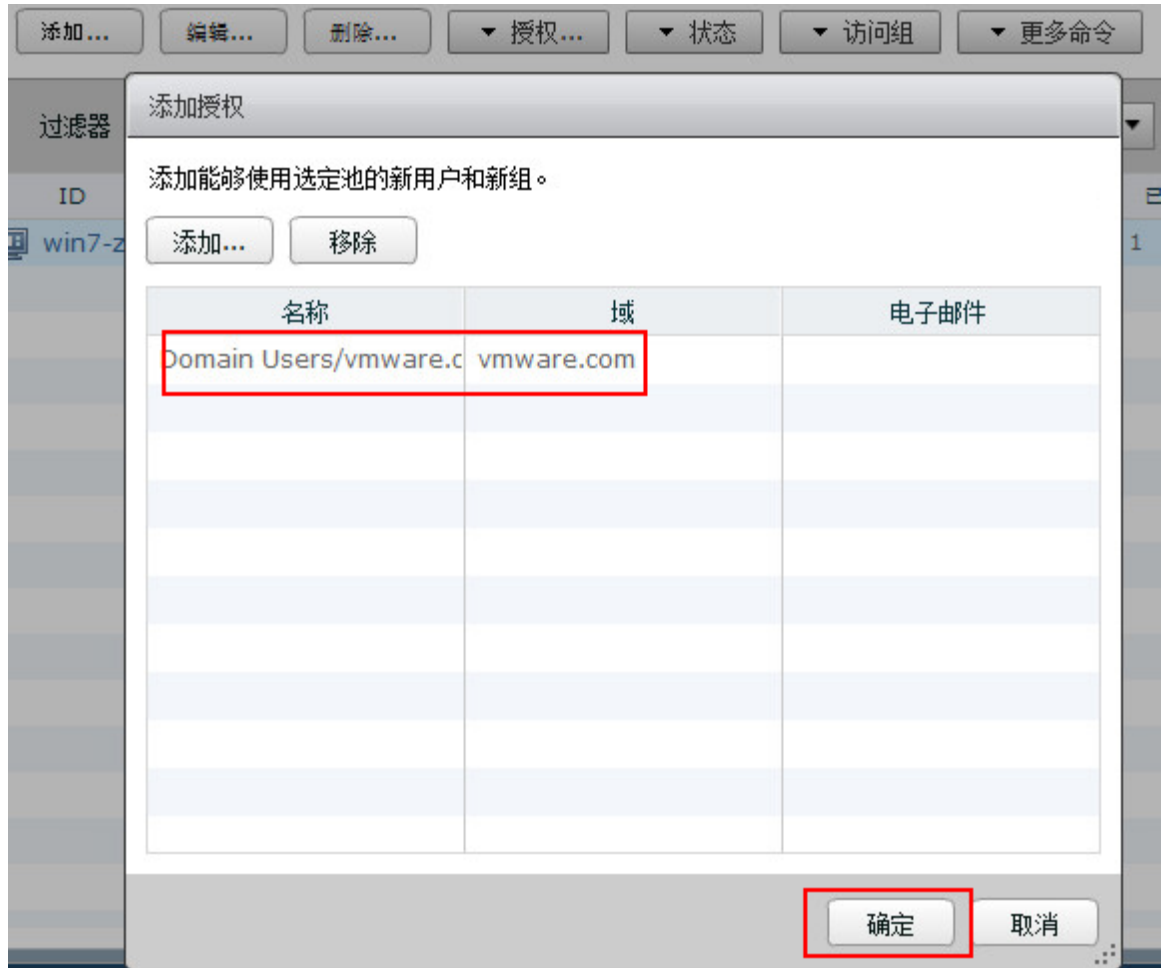 添加... 编辑... 删除... 授权... 状态 访问组 更多命令
添加授权
过滤器
添加能够使用选定池的新用户和新组。
ID
添加... 移除
win7-z 1
名称 域 电子邮件
Domain Users/vmware.c vmware.com
确定 取消